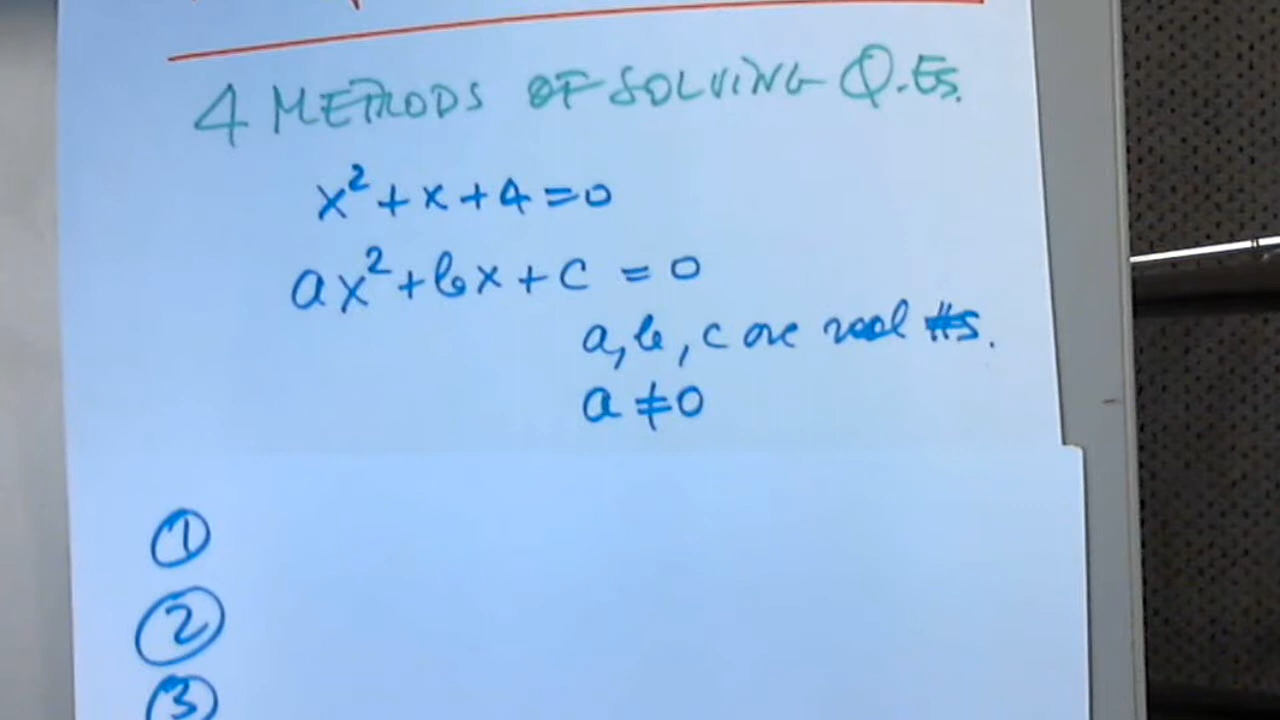 4 METHODS OF SOLVING Q.Es.
x²+x+4=0
ax²+bx+c=0
a,b,c are real #s.
a≠0
①
②
③